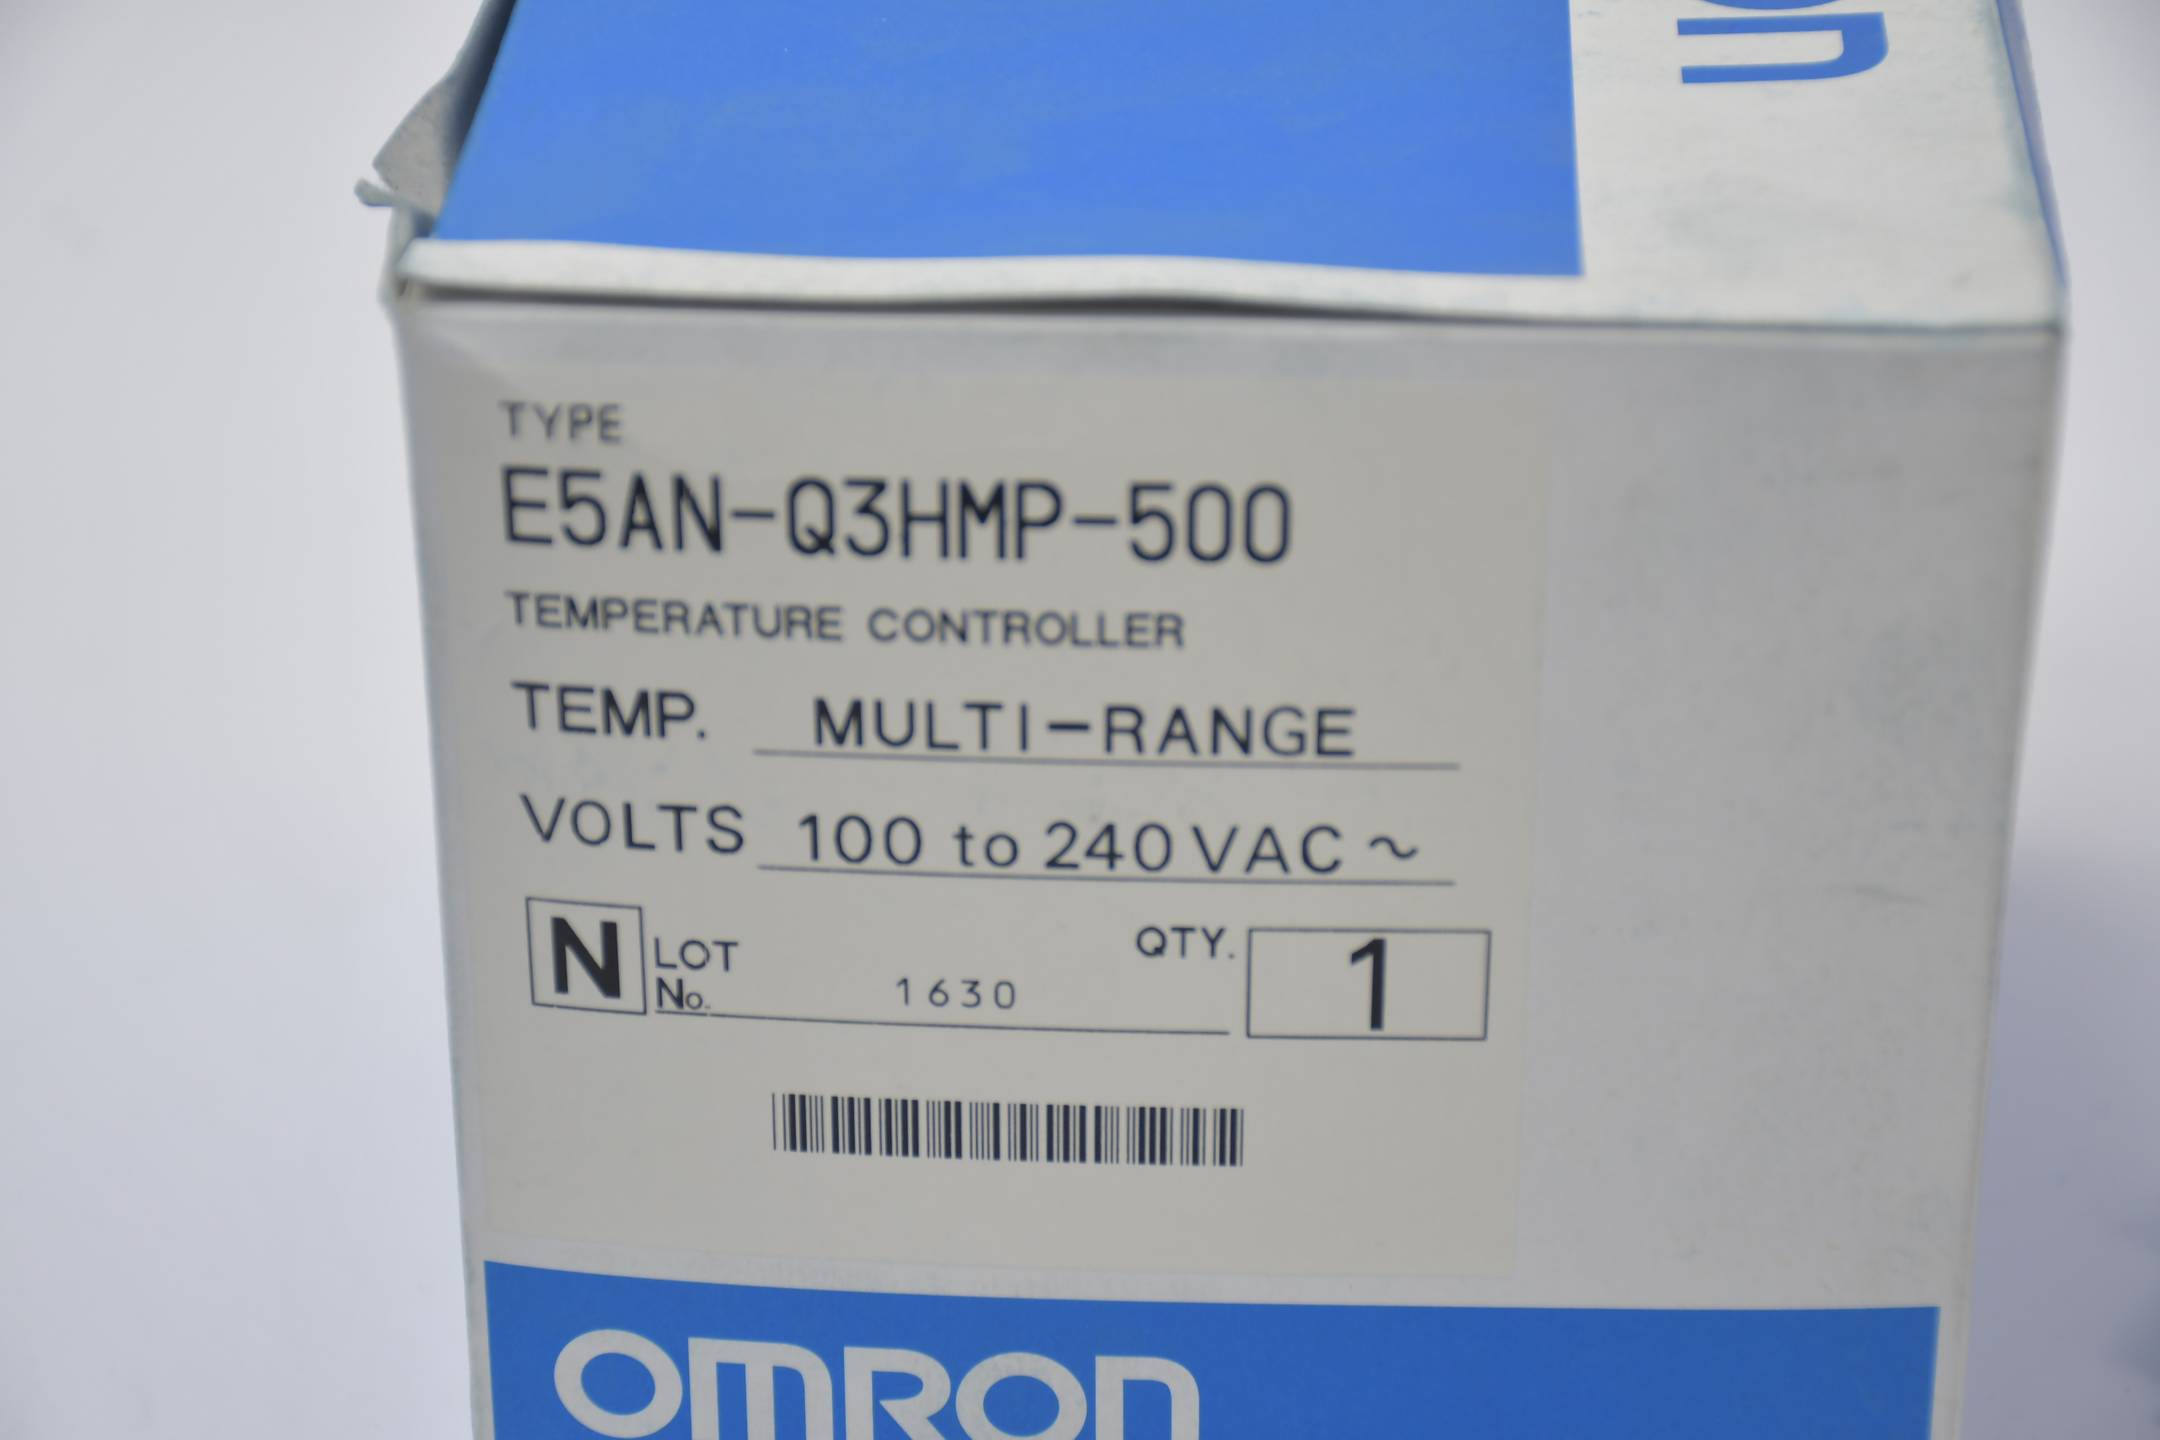 on
TYPE
E5AN-Q3HMP-500
TEMPERATURE CONTROLLER
TEMP. MULTI-RANGE
VOLTS 100 to 240 VAC ~
N LOT No. 1630 QTY. 1
OMRON